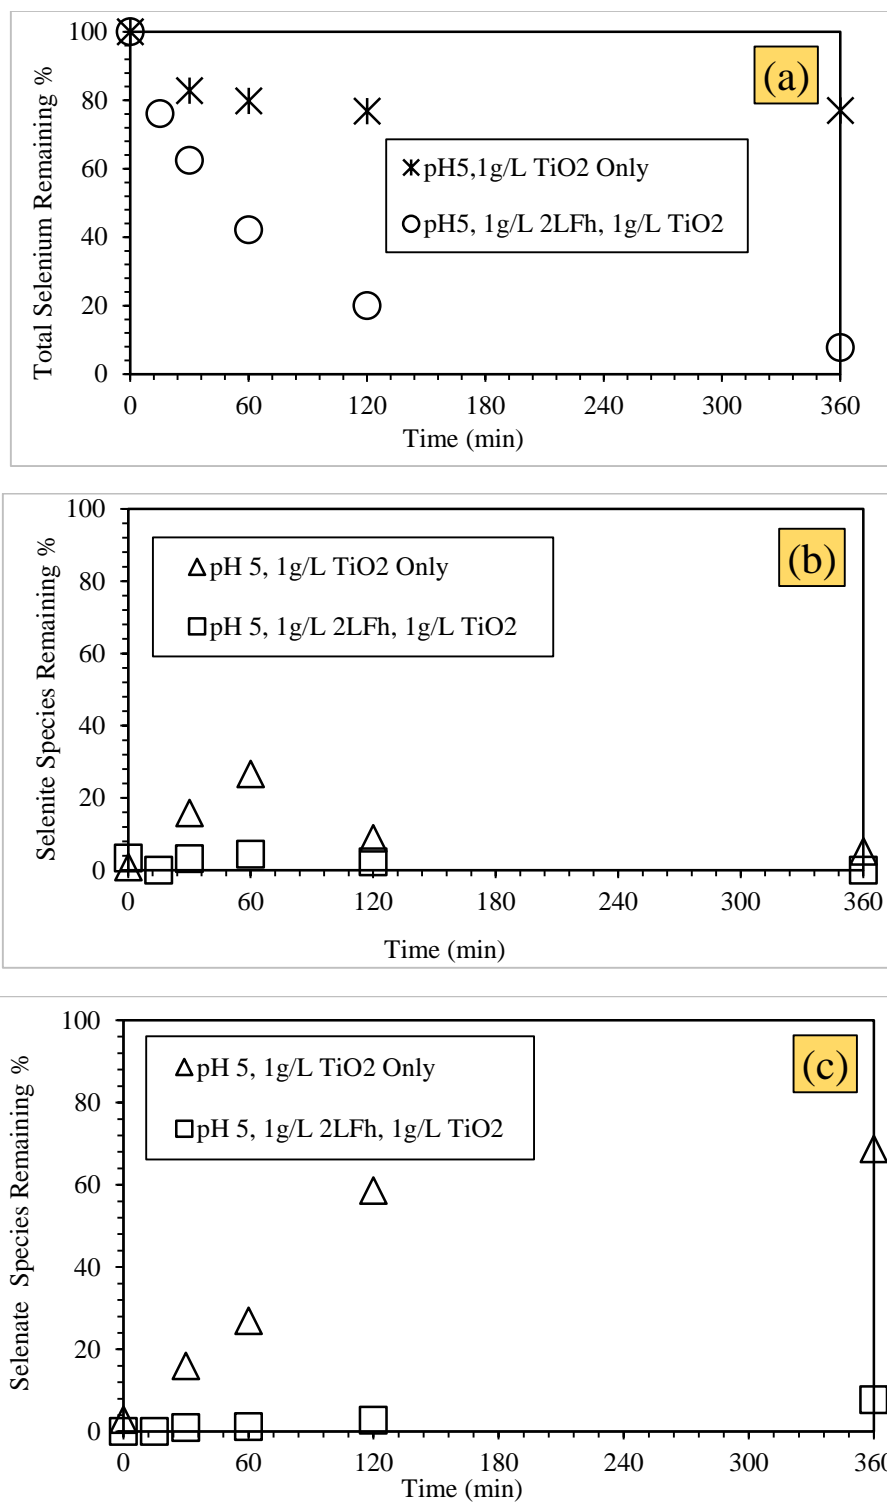 100
80
60
40
20
0
Total Selenium Remaining %
(a)
pH5,1g/L TiO2 Only
pH5, 1g/L 2LFh, 1g/L TiO2
0 60 120 180 240 300 360
Time (min)
100
80
60
40
20
0
Selenite Species Remaining %
(b)
pH 5, 1g/L TiO2 Only
pH 5, 1g/L 2LFh, 1g/L TiO2
0 60 120 180 240 300 360
Time (min)
100
80
60
40
20
0
Selenate Species Remaining %
(c)
pH 5, 1g/L TiO2 Only
pH 5, 1g/L 2LFh, 1g/L TiO2
0 60 120 180 240 300 360
Time (min)